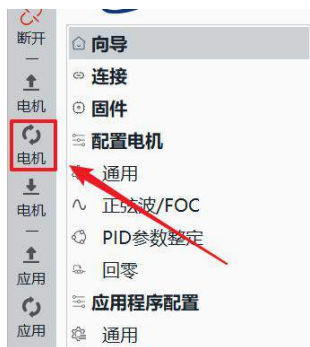 断开
电机
电机
电机
应用
应用
向导
连接
固件
配置电机
通用
正弦波/FOC
PID参数整定
回零
应用程序配置
通用